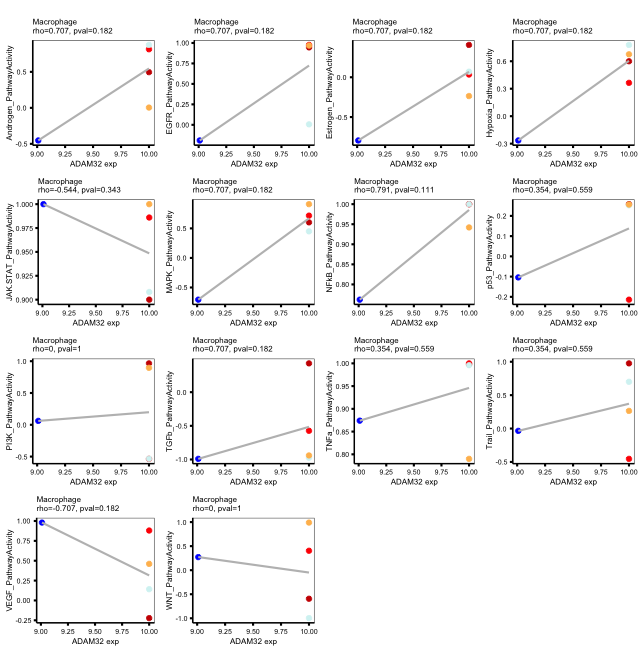 Macrophage
rho=0.707, pval=0.182
Androgen_PathwayActivity
0.5
0.0
-0.5
9.00 9.25 9.50 9.75 10.00
ADAM32 exp
Macrophage
rho=0.707, pval=0.182
EGFR_PathwayActivity
1.00
0.75
0.50
0.25
0.00
9.00 9.25 9.50 9.75 10.00
ADAM32 exp
Macrophage
rho=0.707, pval=0.182
Estrogen_PathwayActivity
0.0
-0.5
9.00 9.25 9.50 9.75 10.00
ADAM32 exp
Macrophage
rho=0.707, pval=0.182
Hypoxia_PathwayActivity
0.6
0.3
0.0
-0.3
9.00 9.25 9.50 9.75 10.00
ADAM32 exp
Macrophage
rho=-0.544, pval=0.343
JAK-STAT_PathwayActivity
1.000
0.975
0.950
0.925
0.900
9.00 9.25 9.50 9.75 10.00
ADAM32 exp
Macrophage
rho=0.707, pval=0.182
MAPK_PathwayActivity
0.5
0.0
-0.5
9.00 9.25 9.50 9.75 10.00
ADAM32 exp
Macrophage
rho=0.791, pval=0.111
NFkB_PathwayActivity
1.00
0.95
0.90
0.85
0.80
9.00 9.25 9.50 9.75 10.00
ADAM32 exp
Macrophage
rho=0.354, pval=0.559
p53_PathwayActivity
0.2
0.1
0.0
-0.1
-0.2
9.00 9.25 9.50 9.75 10.00
ADAM32 exp
Macrophage
rho=0, pval=1
PI3K_PathwayActivity
1.0
0.5
0.0
-0.5
9.00 9.25 9.50 9.75 10.00
ADAM32 exp
Macrophage
rho=0.707, pval=0.182
TGFb_PathwayActivity
0.0
-0.5
-1.0
9.00 9.25 9.50 9.75 10.00
ADAM32 exp
Macrophage
rho=0.354, pval=0.559
TNFa_PathwayActivity
1.00
0.95
0.90
0.85
0.80
9.00 9.25 9.50 9.75 10.00
ADAM32 exp
Macrophage
rho=0.354, pval=0.559
Trail_PathwayActivity
1.0
0.5
0.0
-0.5
9.00 9.25 9.50 9.75 10.00
ADAM32 exp
Macrophage
rho=-0.707, pval=0.182
VEGF_PathwayActivity
1.00
0.75
0.50
0.25
0.00
-0.25
9.00 9.25 9.50 9.75 10.00
ADAM32 exp
Macrophage
rho=0, pval=1
WNT_PathwayActivity
1.0
0.5
0.0
-0.5
-1.0
9.00 9.25 9.50 9.75 10.00
ADAM32 exp